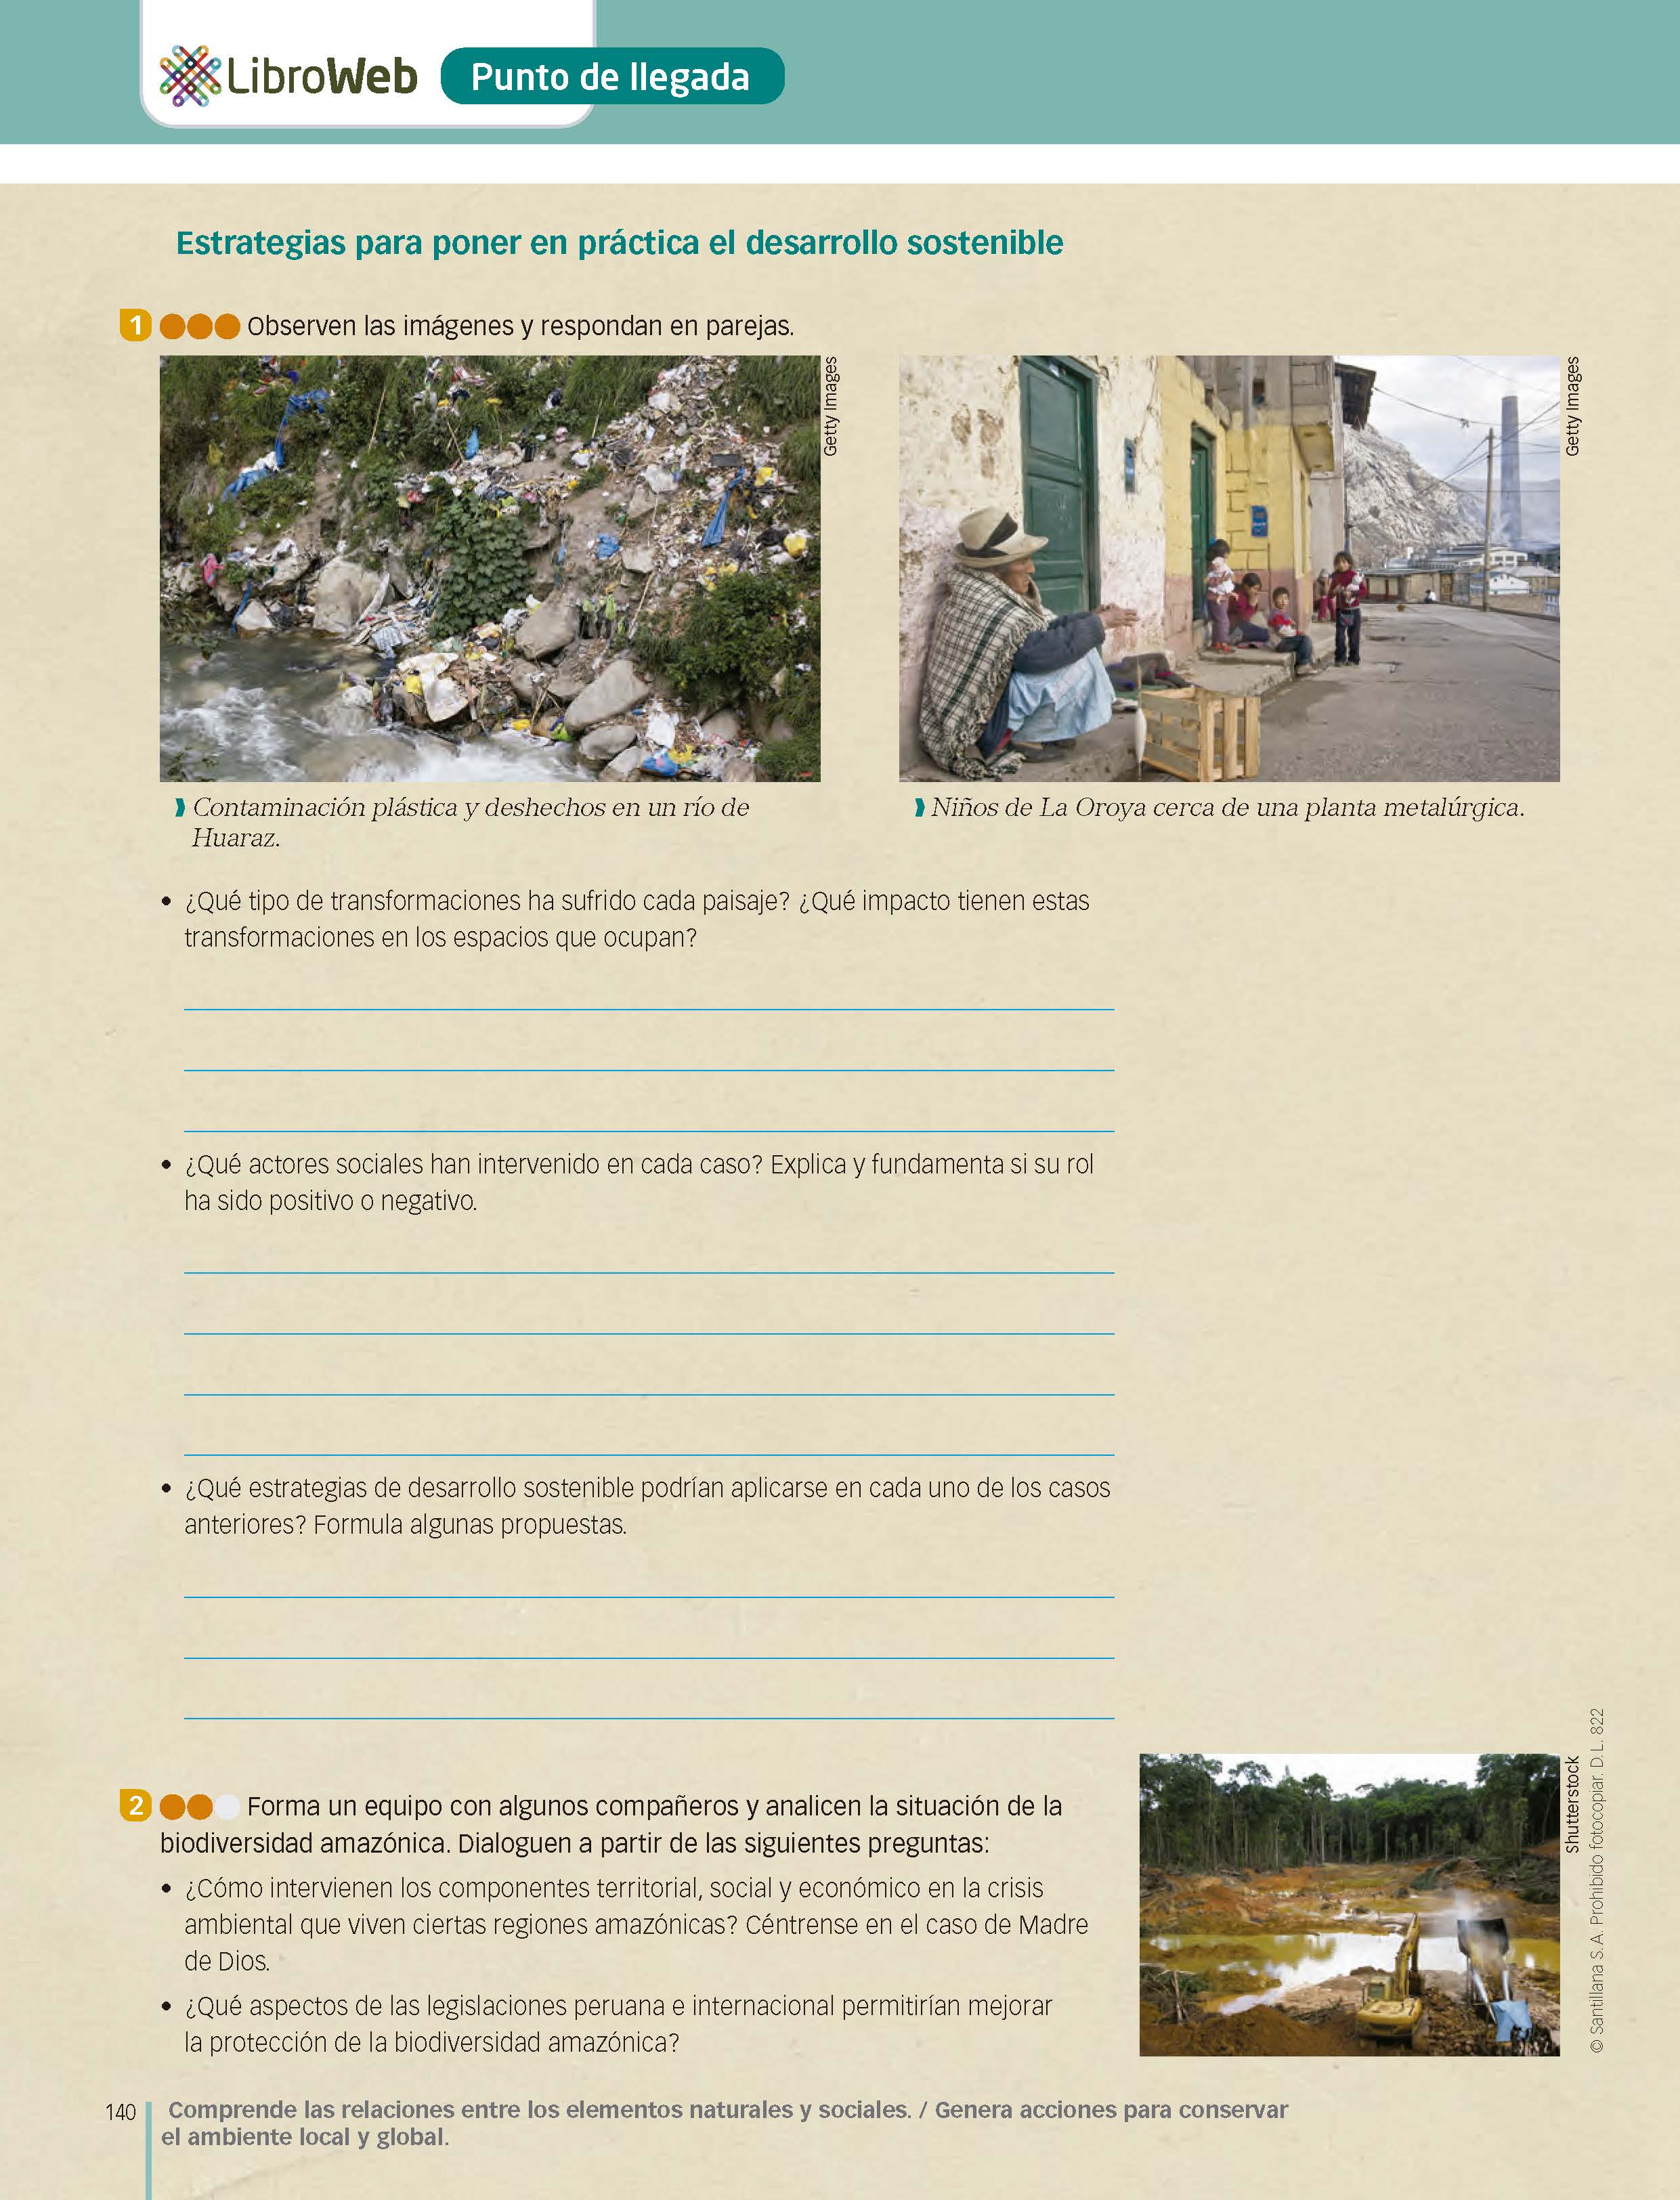 LibroWeb Punto de llegada
Estrategias para poner en práctica el desarrollo sostenible
1 Observen las imágenes y respondan en parejas.
Getty Images
Getty Images
Contaminación plástica y deshechos en un río de
Huaraz.
Niños de La Oroya cerca de una planta metalúrgica.
• ¿Qué tipo de transformaciones ha sufrido cada paisaje? ¿Qué impacto tienen estas
transformaciones en los espacios que ocupan?
• ¿Qué actores sociales han intervenido en cada caso? Explica y fundamenta si su rol
ha sido positivo o negativo.
• ¿Qué estrategias de desarrollo sostenible podrían aplicarse en cada uno de los casos
anteriores? Formula algunas propuestas.
2 Forma un equipo con algunos compañeros y analicen la situación de la
biodiversidad amazónica. Dialoguen a partir de las siguientes preguntas:
• ¿Cómo intervienen los componentes territorial, social y económico en la crisis
ambiental que viven ciertas regiones amazónicas? Céntrense en el caso de Madre
de Dios.
• ¿Qué aspectos de las legislaciones peruana e internacional permitirían mejorar
la protección de la biodiversidad amazónica?
Shutterstock
© Santillana S.A. Prohibido fotocopiar. D.L. 822
140 Comprende las relaciones entre los elementos naturales y sociales. / Genera acciones para conservar
el ambiente local y global.